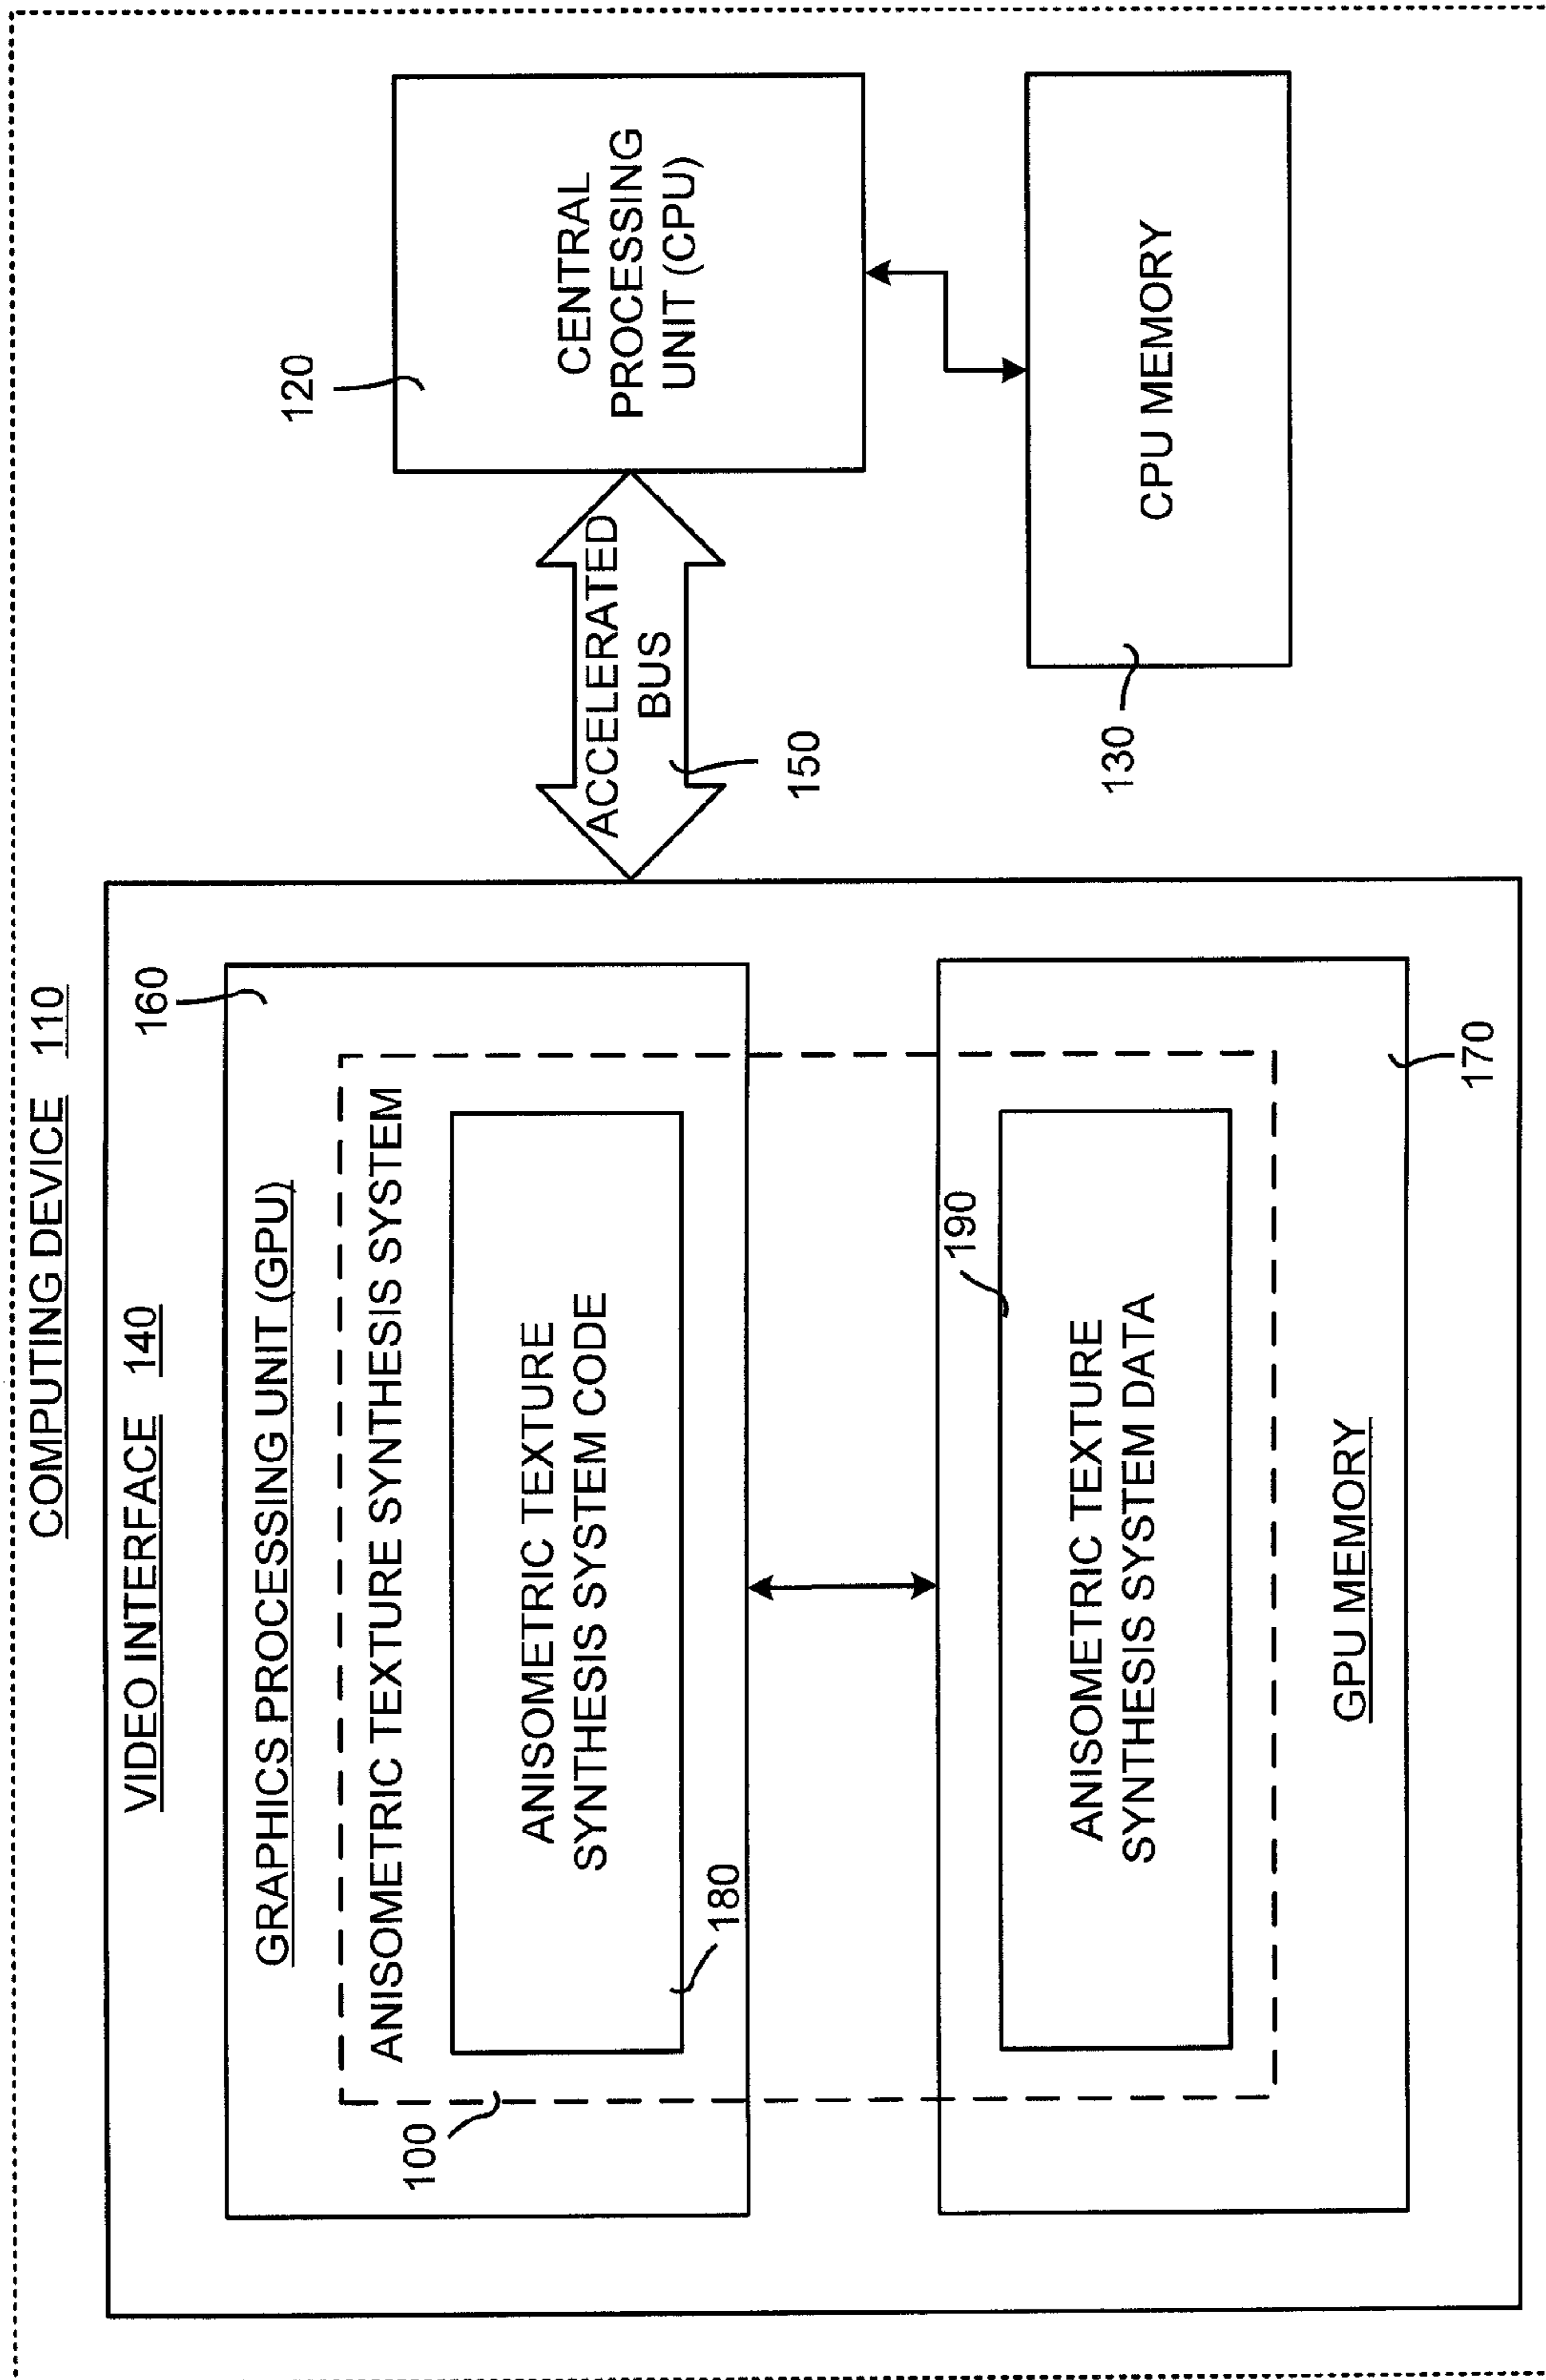 COMPUTING DEVICE 110
VIDEO INTERFACE 140
160
GRAPHICS PROCESSING UNIT (GPU)
100
ANISOMETRIC TEXTURE SYNTHESIS SYSTEM
ANISOMETRIC TEXTURE
SYNTHESIS SYSTEM CODE
180
190
ANISOMETRIC TEXTURE
SYNTHESIS SYSTEM DATA
GPU MEMORY
170
ACCELERATED
BUS
150
120
CENTRAL
PROCESSING
UNIT (CPU)
130
CPU MEMORY